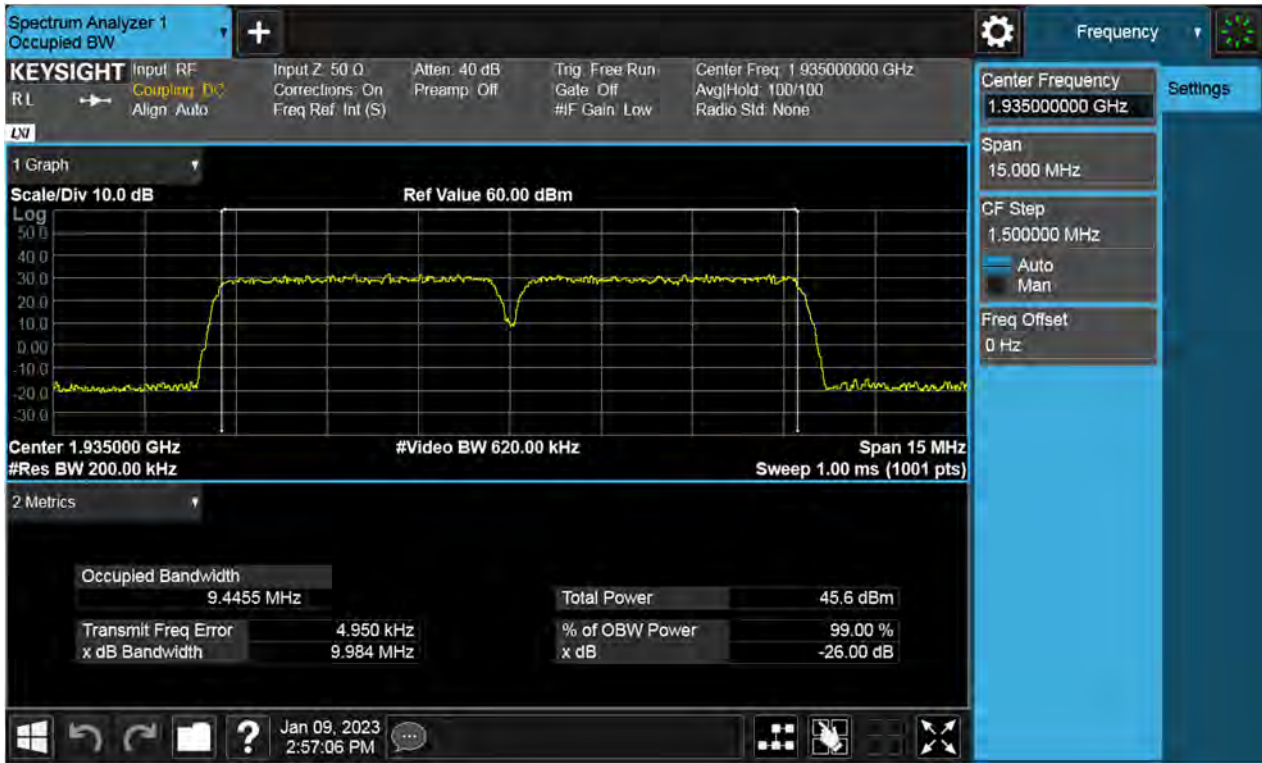 Spectrum Analyzer 1
Occupied BW
+
Frequency
KEYSIGHT Input: RF Input Z: 50 Ω Atten: 40 dB Trig: Free Run Center Freq: 1.935000000 GHz
RL Coupling: DC Corrections: On Preamp: Off Gate: Off Avg|Hold: 100/100
Align: Auto Freq Ref: Int (S) #IF Gain: Low Radio Std: None
LXI
Center Frequency
1.935000000 GHz
Settings
Span
15.000 MHz
CF Step
1.500000 MHz
Auto
Man
Freq Offset
0 Hz
1 Graph
Scale/Div 10.0 dB Ref Value 60.00 dBm
Log
50.0
40.0
30.0
20.0
10.0
0.00
-10.0
-20.0
-30.0
Center 1.935000 GHz #Video BW 620.00 kHz Span 15 MHz
#Res BW 200.00 kHz Sweep 1.00 ms (1001 pts)
2 Metrics
Occupied Bandwidth
9.4455 MHz Total Power 45.6 dBm
Transmit Freq Error 4.950 kHz % of OBW Power 99.00 %
x dB Bandwidth 9.984 MHz x dB -26.00 dB
? Jan 09, 2023
2:57:06 PM